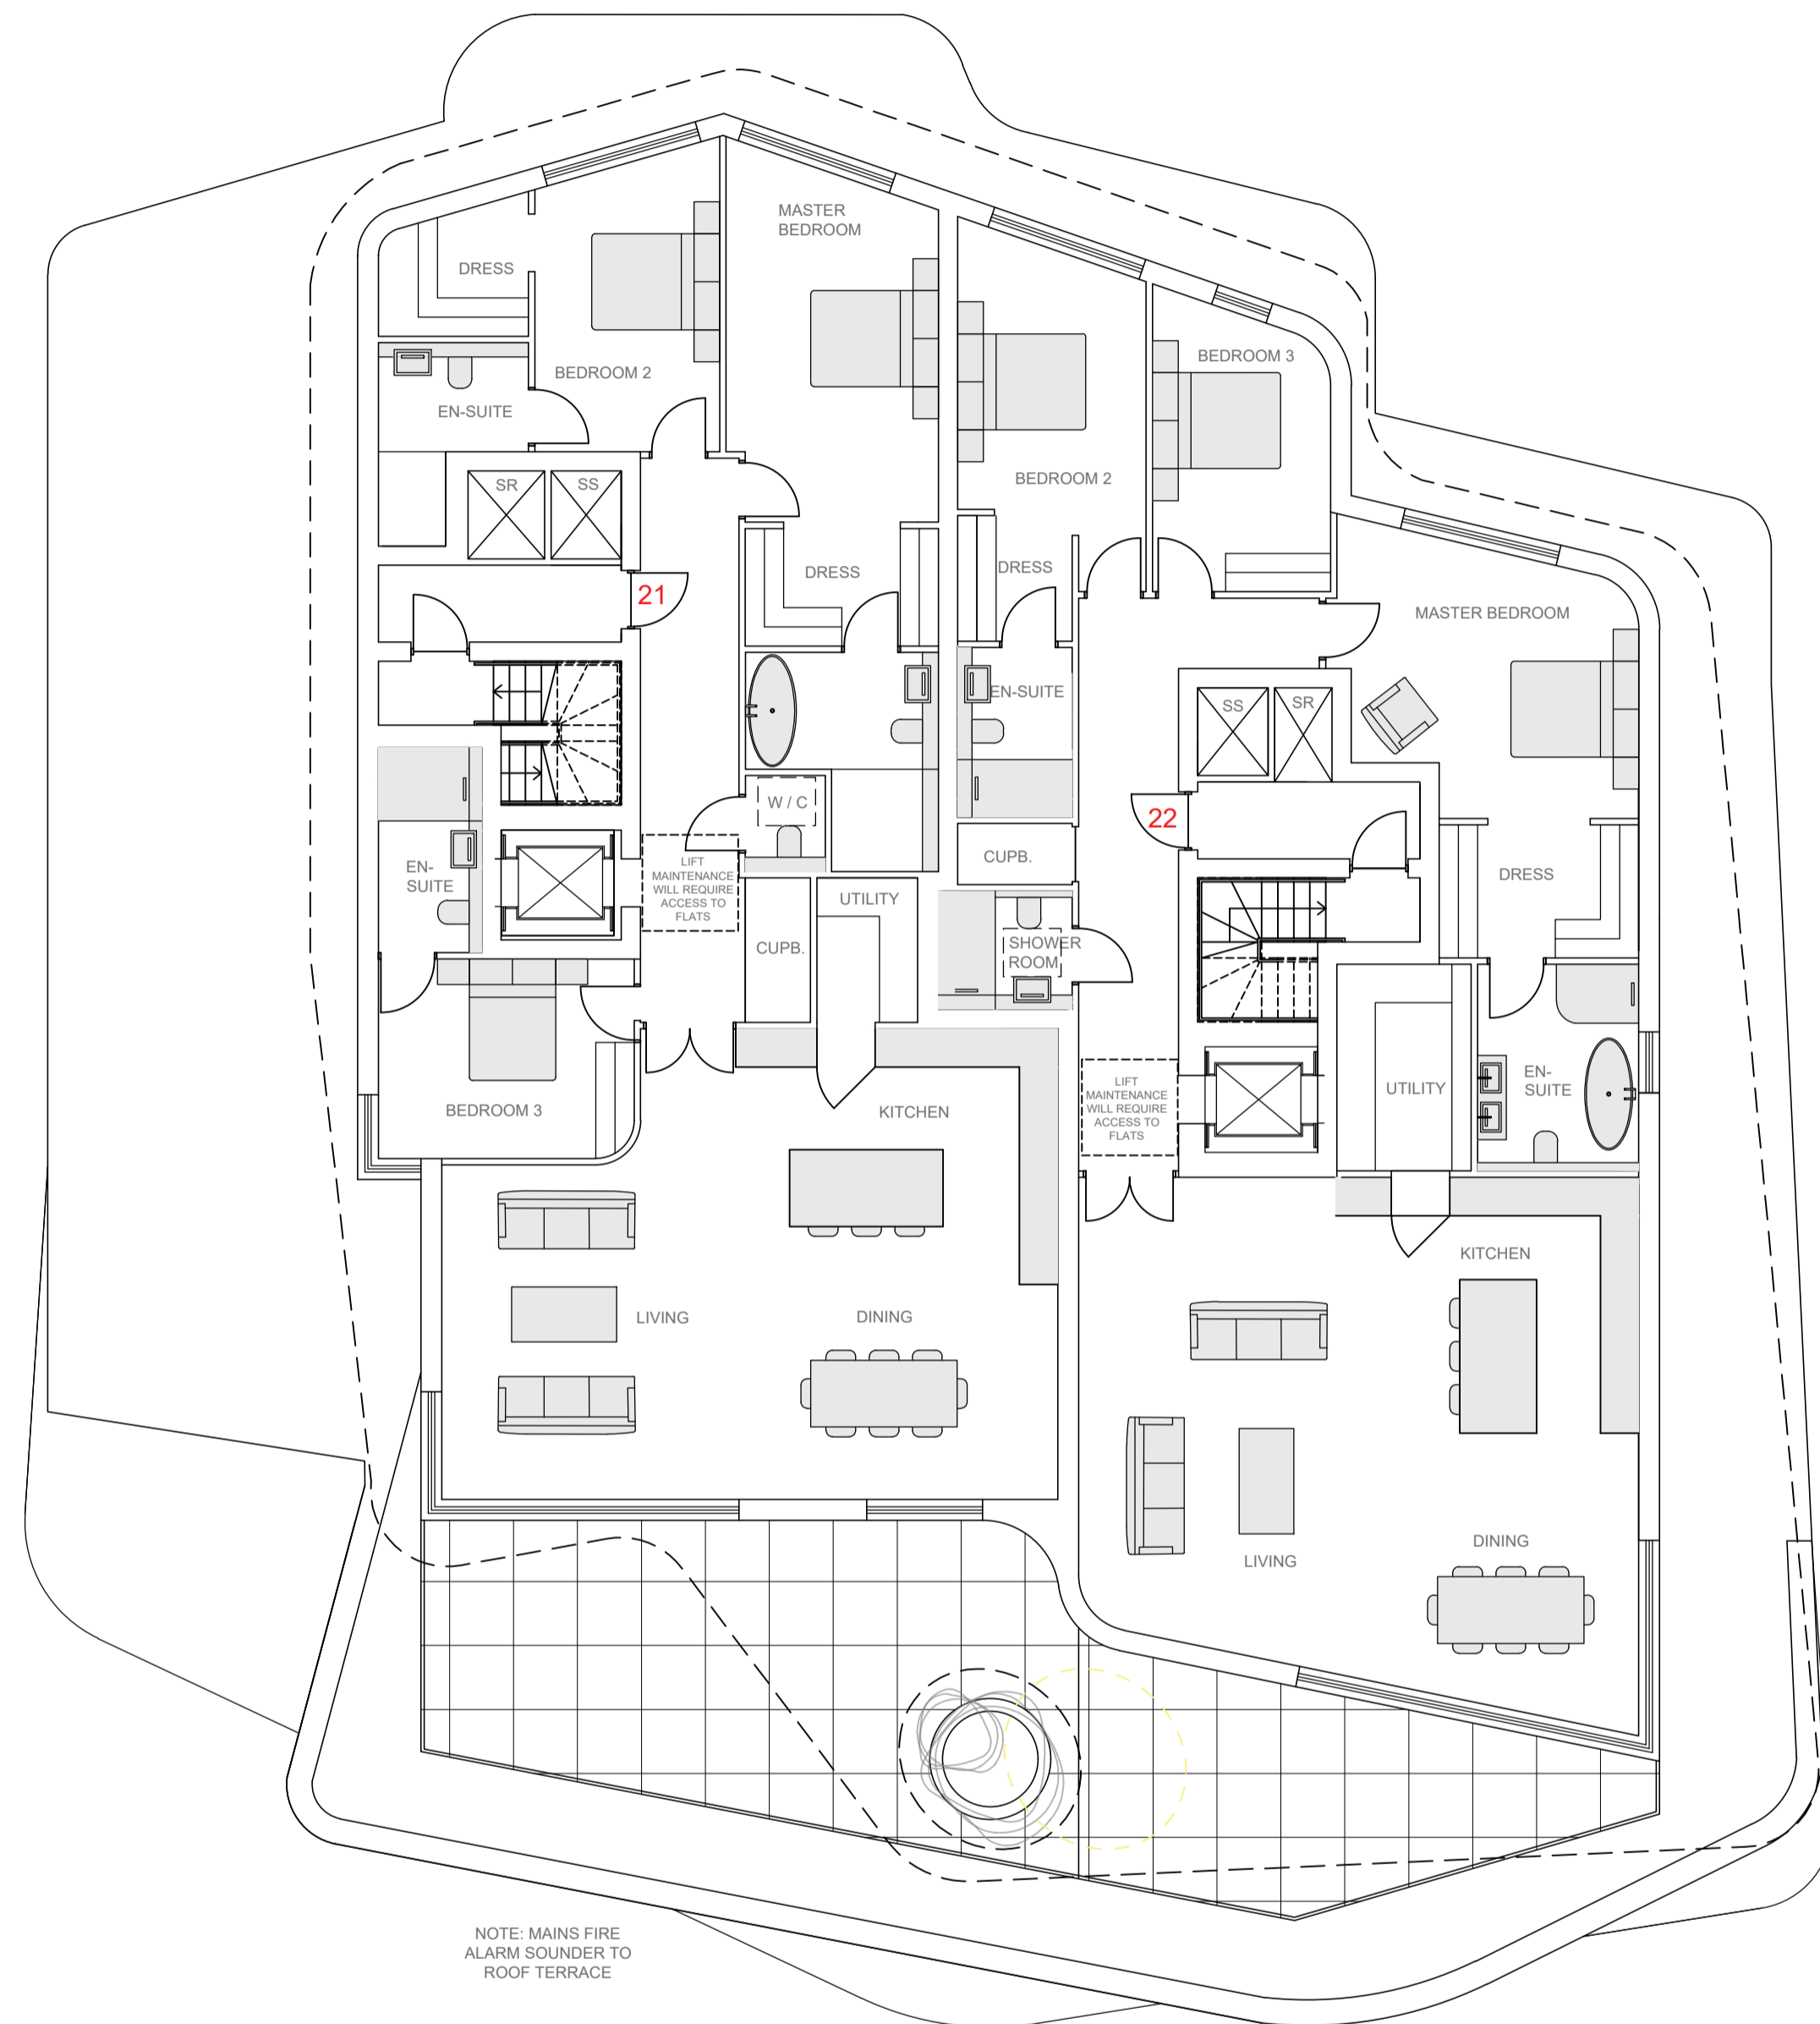 MASTER
BEDROOM
DRESS
BEDROOM 2
BEDROOM 3
EN-SUITE
BEDROOM 2
SR
SS
DRESS
DRESS
21
MASTER BEDROOM
EN-SUITE
SS
SR
W / C
22
EN-
SUITE
LIFT
MAINTENANCE
WILL REQUIRE
ACCESS TO
FLATS
CUPB.
DRESS
UTILITY
CUPB.
SHOWER
ROOM
BEDROOM 3
KITCHEN
LIFT
MAINTENANCE
WILL REQUIRE
ACCESS TO
FLATS
UTILITY
EN-
SUITE
KITCHEN
LIVING
DINING
LIVING
DINING
NOTE: MAINS FIRE
ALARM SOUNDER TO
ROOF TERRACE